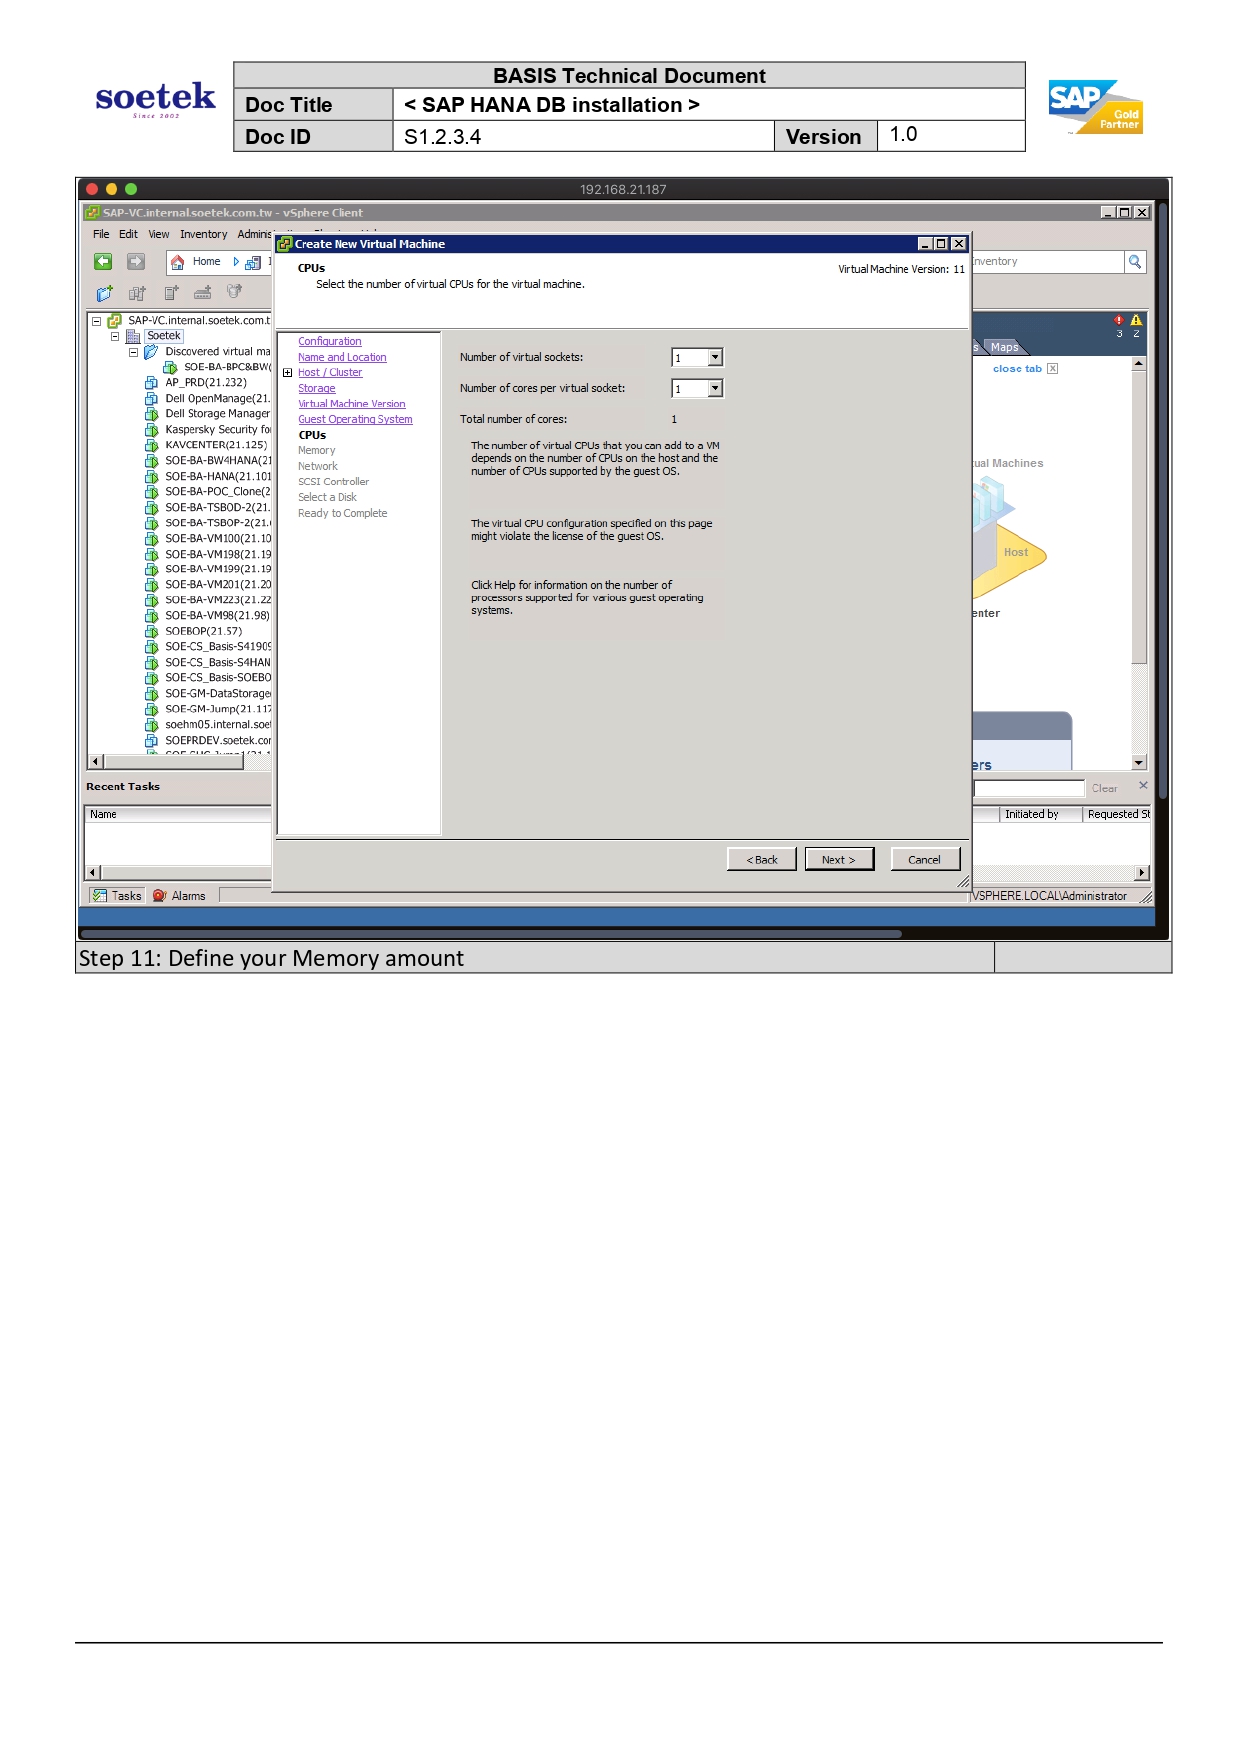 soetek
Since 2002
BASIS Technical Document
Doc Title
< SAP HANA DB installation >
Doc ID
S1.2.3.4
Version
1.0
SAP
Gold
Partner
192.168.21.187
SAP-VC.internal.soetek.com.tw - vSphere Client
File Edit View Inventory
Home
Create New Virtual Machine
CPUs
Select the number of virtual CPUs for the virtual machine.
Virtual Machine Version: 11
SAP-VC.internal.soetek.com.t
Soetek
Discovered virtual ma
SOE-BA-BPC&BW(
AP_PRD(21.232)
Dell OpenManage(21.
Dell Storage Manager
Kaspersky Security fo
KAVCENTER(21.125)
SOE-BA-BW4HANA(21
SOE-BA-HANA(21.101
SOE-BA-POC_Clone(2
SOE-BA-TSBOD-2(21.
SOE-BA-TSBOP-2(21.
SOE-BA-VM100(21.10
SOE-BA-VM198(21.19
SOE-BA-VM199(21.19
SOE-BA-VM201(21.20
SOE-BA-VM223(21.22
SOE-BA-VM98(21.98)
SOEBOP(21.57)
SOE-CS_Basis-S41909
SOE-CS_Basis-S4HAN
SOE-CS_Basis-SOEBO
SOE-GM-DataStorage
SOE-GM-Jump(21.117
soehm05.internal.soe
SOEPRDEV.soetek.co
Configuration
Name and Location
Host / Cluster
Storage
Virtual Machine Version
Guest Operating System
CPUs
Memory
Network
SCSI Controller
Select a Disk
Ready to Complete
Number of virtual sockets:
1
Number of cores per virtual socket:
1
Total number of cores:
1
The number of virtual CPUs that you can add to a VM
depends on the number of CPUs on the host and the
number of CPUs supported by the guest OS.
The virtual CPU configuration specified on this page
might violate the license of the guest OS.
Click Help for information on the number of
processors supported for various guest operating
systems.
< Back
Next >
Cancel
nventory
3 2
s
Maps
close tab
ual Machines
Host
enter
ers
Recent Tasks
Clear
Name
Initiated by
Requested St
Tasks
Alarms
VSPHERE.LOCAL\Administrator
Step 11: Define your Memory amount